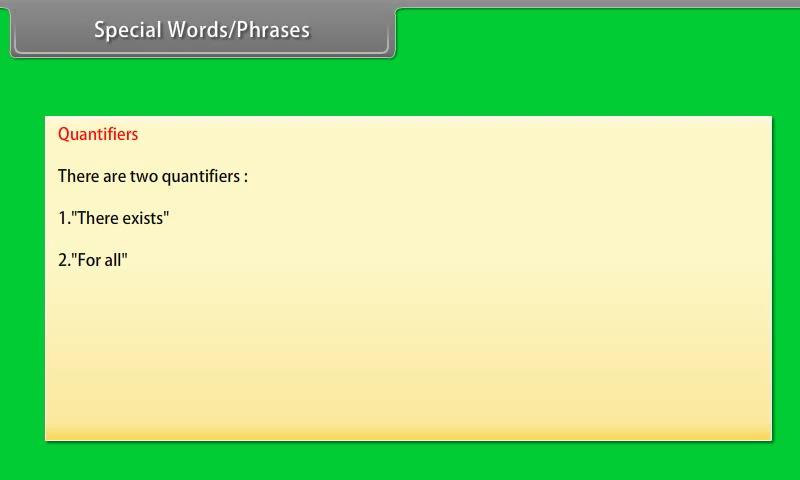 Special Words/Phrases
Quantifiers
There are two quantifiers :
1."There exists"
2."For all"